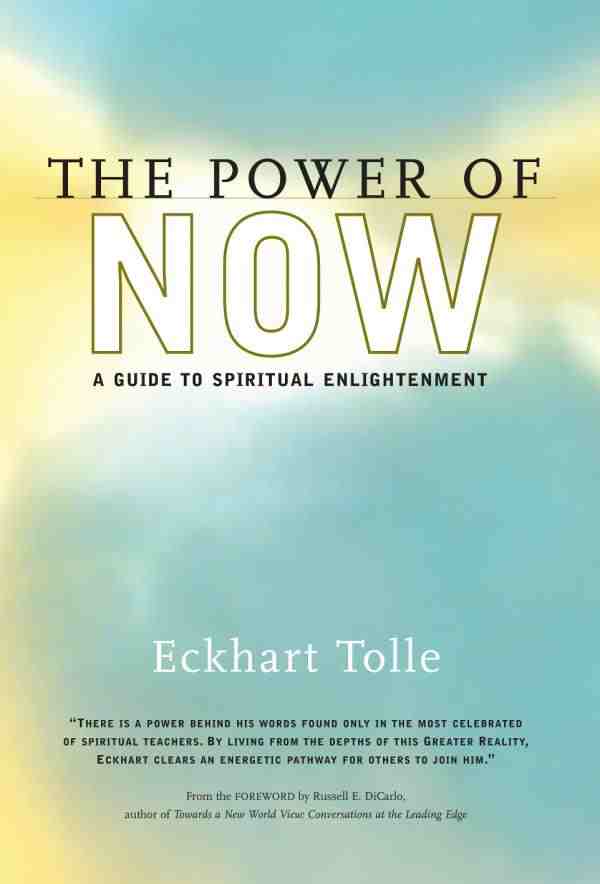 THE POWER OF
NOW
A GUIDE TO SPIRITUAL ENLIGHTENMENT
Eckhart Tolle
“THERE IS A POWER BEHIND HIS WORDS FOUND ONLY IN THE MOST CELEBRATED
OF SPIRITUAL TEACHERS. BY LIVING FROM THE DEPTHS OF THIS GREATER REALITY,
ECKHART CLEARS AN ENERGETIC PATHWAY FOR OTHERS TO JOIN HIM.”
From the FOREWORD by Russell E. DiCarlo,
author of Towards a New World View: Conversations at the Leading Edge